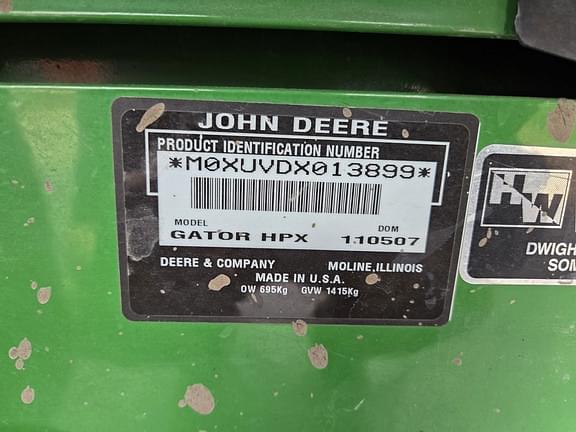 JOHN DEERE
PRODUCT IDENTIFICATION NUMBER
*M0XUVDX013899*
MODEL DOM
GATOR HPX 110507
DEERE & COMPANY MOLINE, ILLINOIS
MADE IN U.S.A.
OW 695Kg GVW 1415Kg
HW
DWIGH
SOM